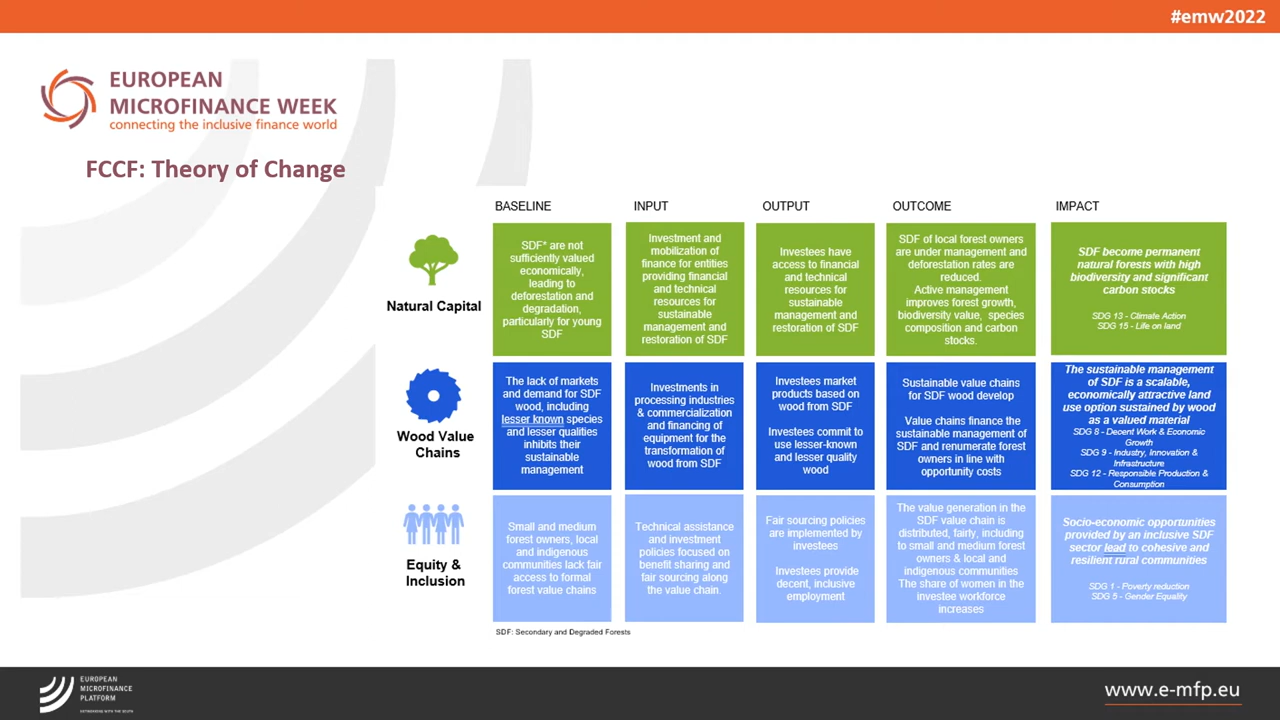 #emw2022
EUROPEAN
MICROFINANCE WEEK
connecting the inclusive finance world
FCCF: Theory of Change
BASELINE
INPUT
OUTPUT
OUTCOME
IMPACT
Natural Capital
SDF* are not
sufficiently valued
economically,
leading to
deforestation and
degradation,
particularly for young
SDF
Investment and
mobilization of
finance for entities
providing financial
and technical
resources for
sustainable
management and
restoration of SDF
Investees have
access to financial
and technical
resources for
sustainable
management and
restoration of SDF
SDF of local forest owners
are under management and
deforestation rates are
reduced.
Active management
improves forest growth,
biodiversity value, species
composition and carbon
stocks.
SDF become permanent
natural forests with high
biodiversity and significant
carbon stocks
SDG 13 - Climate Action
SDG 15 - Life on land
Wood Value
Chains
The lack of markets
and demand for SDF
wood, including
lesser known species
and lesser qualities
inhibits their
sustainable
management
Investments in
processing industries
& commercialization
and financing of
equipment for the
transformation of
wood from SDF
Investees market
products based on
wood from SDF
Investees commit to
use lesser-known
and lesser quality
wood
Sustainable value chains
for SDF wood develop
Value chains finance the
sustainable management of
SDF and renumerate forest
owners in line with
opportunity costs
The sustainable management
of SDF is a scalable,
economically attractive land
use option sustained by wood
as a valued material
SDG 8 - Decent Work & Economic
Growth
SDG 9 - Industry, Innovation &
Infrastructure
SDG 12 - Responsible Production &
Consumption
Equity &
Inclusion
Small and medium
forest owners, local
and indigenous
communities lack fair
access to formal
forest value chains
Technical assistance
and investment
policies focused on
benefit sharing and
fair sourcing along
the value chain.
Fair sourcing policies
are implemented by
investees
Investees provide
decent, inclusive
employment
The value generation in the
SDF value chain is
distributed, fairly, including
to small and medium forest
owners & local and
indigenous communities
The share of women in the
investee workforce
increases
Socio-economic opportunities
provided by an inclusive SDF
sector lead to cohesive and
resilient rural communities
SDG 1 - Poverty reduction
SDG 5 - Gender Equality
SDF: Secondary and Degraded Forests
EUROPEAN
MICROFINANCE
PLATFORM
NETWORKING WITH THE SOUTH
www.e-mfp.eu